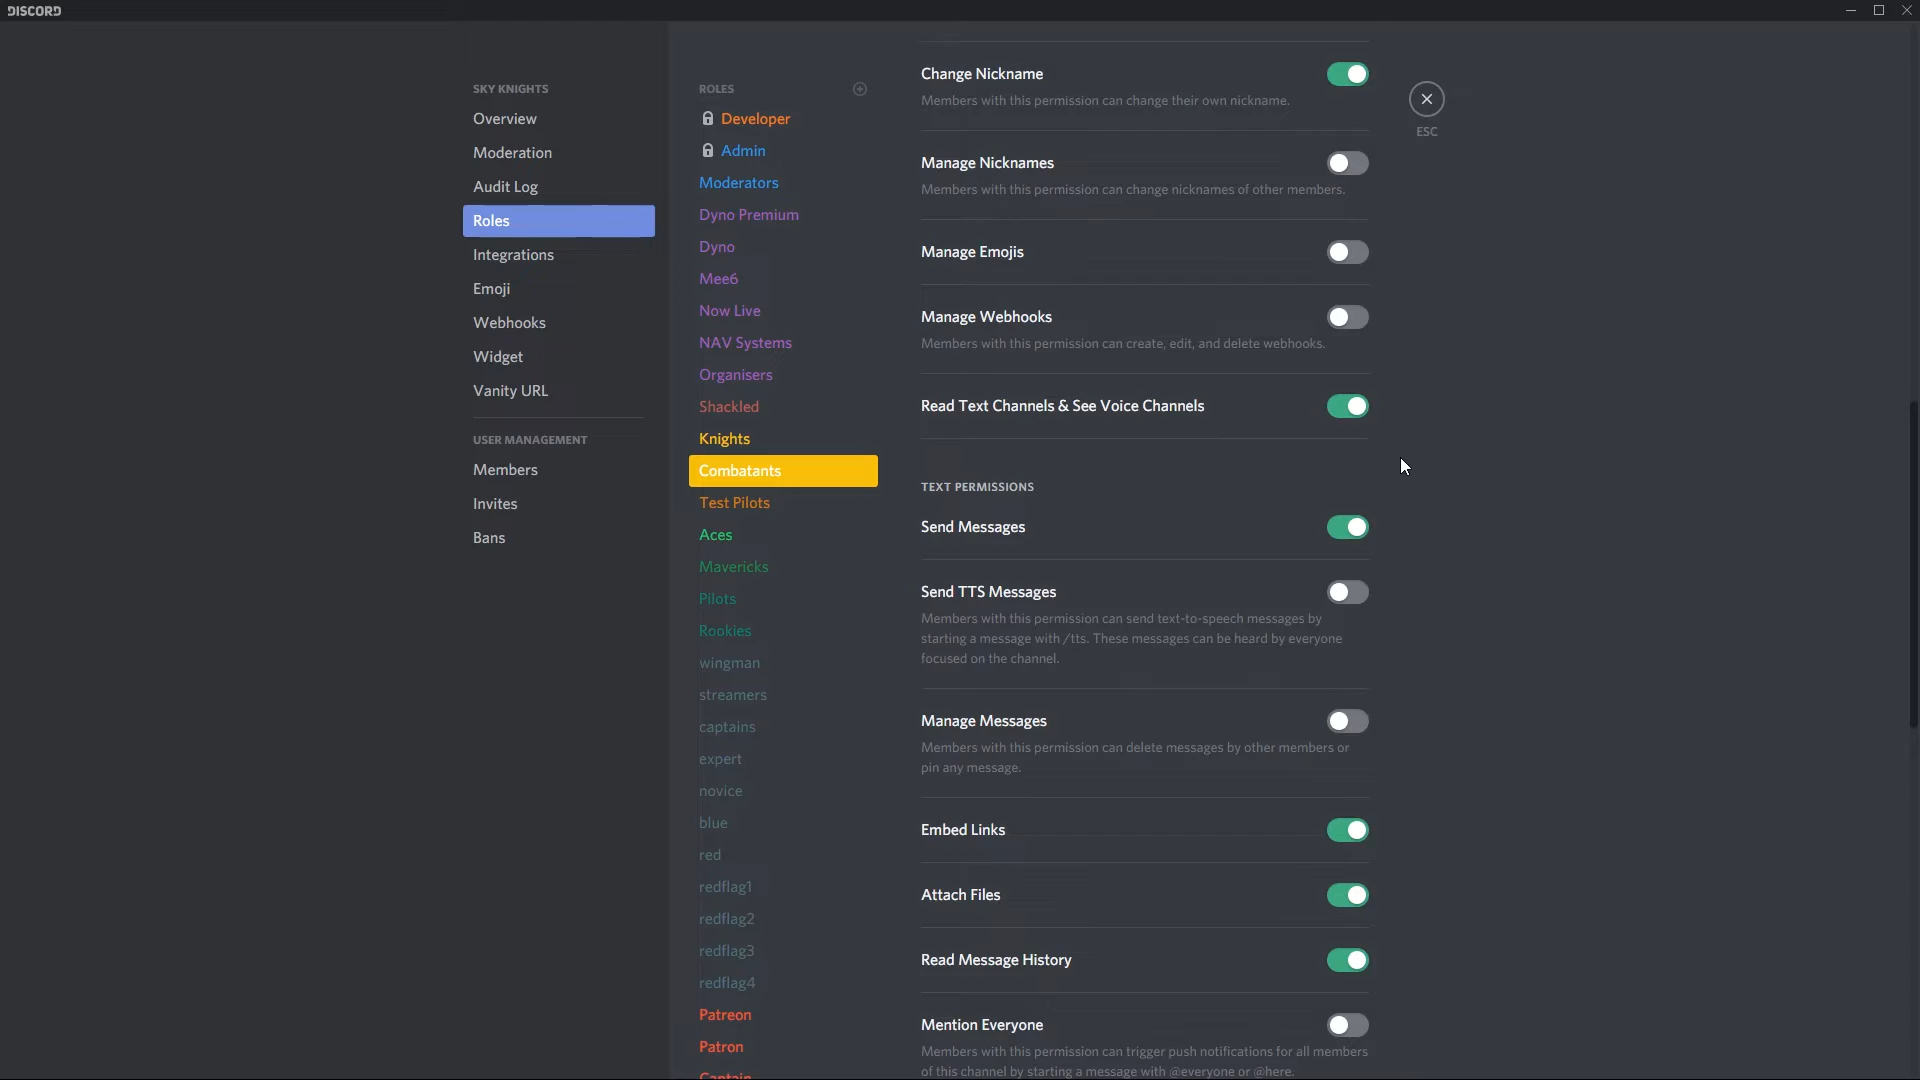 DISCORD
SKY KNIGHTS
Overview
Moderation
Audit Log
Roles
Integrations
Emoji
Webhooks
Widget
Vanity URL
USER MANAGEMENT
Members
Invites
Bans
ROLES
Developer
Admin
Moderators
Dyno Premium
Dyno
Mee6
Now Live
NAV Systems
Organisers
Shackled
Knights
Combatants
Test Pilots
Aces
Mavericks
Pilots
Rookies
wingman
streamers
captains
expert
novice
blue
red
redflag1
redflag2
redflag3
redflag4
Patreon
Patron
Captain
Change Nickname
Members with this permission can change their own nickname.
Manage Nicknames
Members with this permission can change nicknames of other members.
Manage Emojis
Manage Webhooks
Members with this permission can create, edit, and delete webhooks.
Read Text Channels & See Voice Channels
TEXT PERMISSIONS
Send Messages
Send TTS Messages
Members with this permission can send text-to-speech messages by
starting a message with /tts. These messages can be heard by everyone
focused on the channel.
Manage Messages
Members with this permission can delete messages by other members or
pin any message.
Embed Links
Attach Files
Read Message History
Mention Everyone
Members with this permission can trigger push notifications for all members
of this channel by starting a message with @everyone or @here.
ESC